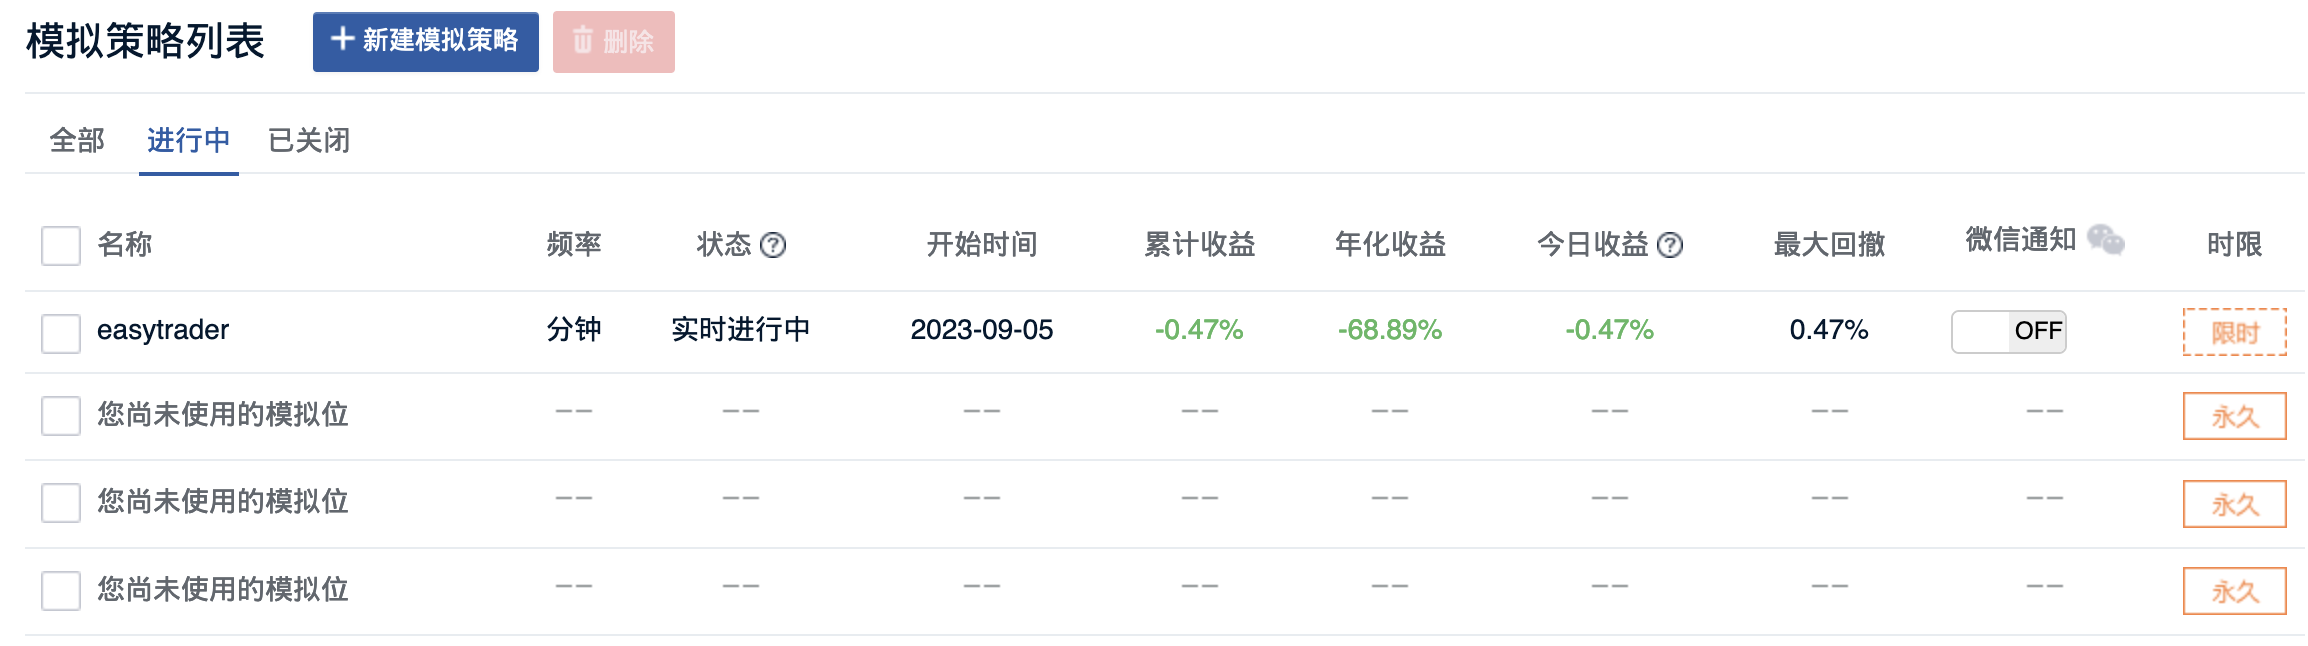 模拟策略列表 新建模拟策略 删除
全部 进行中 已关闭
名称 频率 状态 ? 开始时间 累计收益 年化收益 今日收益 ? 最大回撤 微信通知 时限
easytrader 分钟 实时进行中 2023-09-05 -0.47% -68.89% -0.47% 0.47% OFF 限时
您尚未使用的模拟位 -- -- -- -- -- -- -- -- 永久
您尚未使用的模拟位 -- -- -- -- -- -- -- -- 永久
您尚未使用的模拟位 -- -- -- -- -- -- -- -- 永久